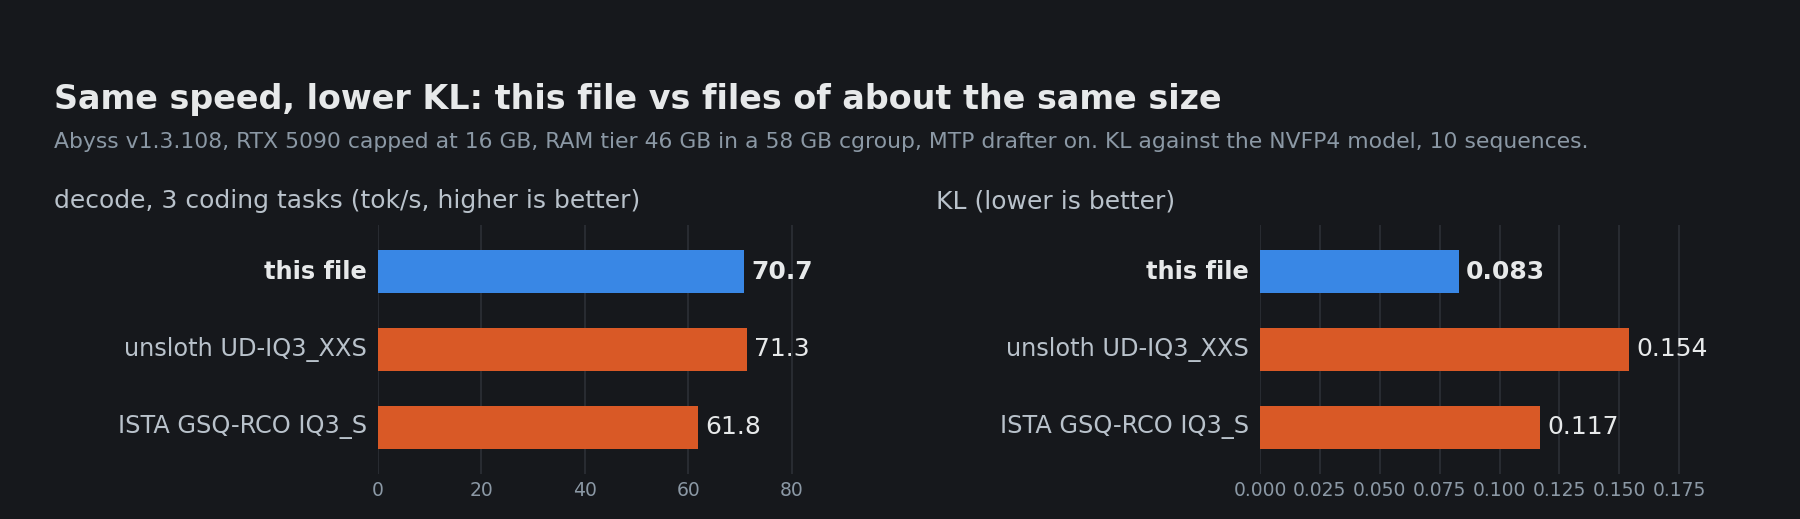 Same speed, lower KL: this file vs files of about the same size
Abyss v1.3.108, RTX 5090 capped at 16 GB, RAM tier 46 GB in a 58 GB cgroup, MTP drafter on. KL against the NVFP4 model, 10 sequences.
decode, 3 coding tasks (tok/s, higher is better)
this file 70.7
unsloth UD-IQ3_XXS 71.3
ISTA GSQ-RCO IQ3_S 61.8
0 20 40 60 80
KL (lower is better)
this file 0.083
unsloth UD-IQ3_XXS 0.154
ISTA GSQ-RCO IQ3_S 0.117
0.000 0.025 0.050 0.075 0.100 0.125 0.150 0.175